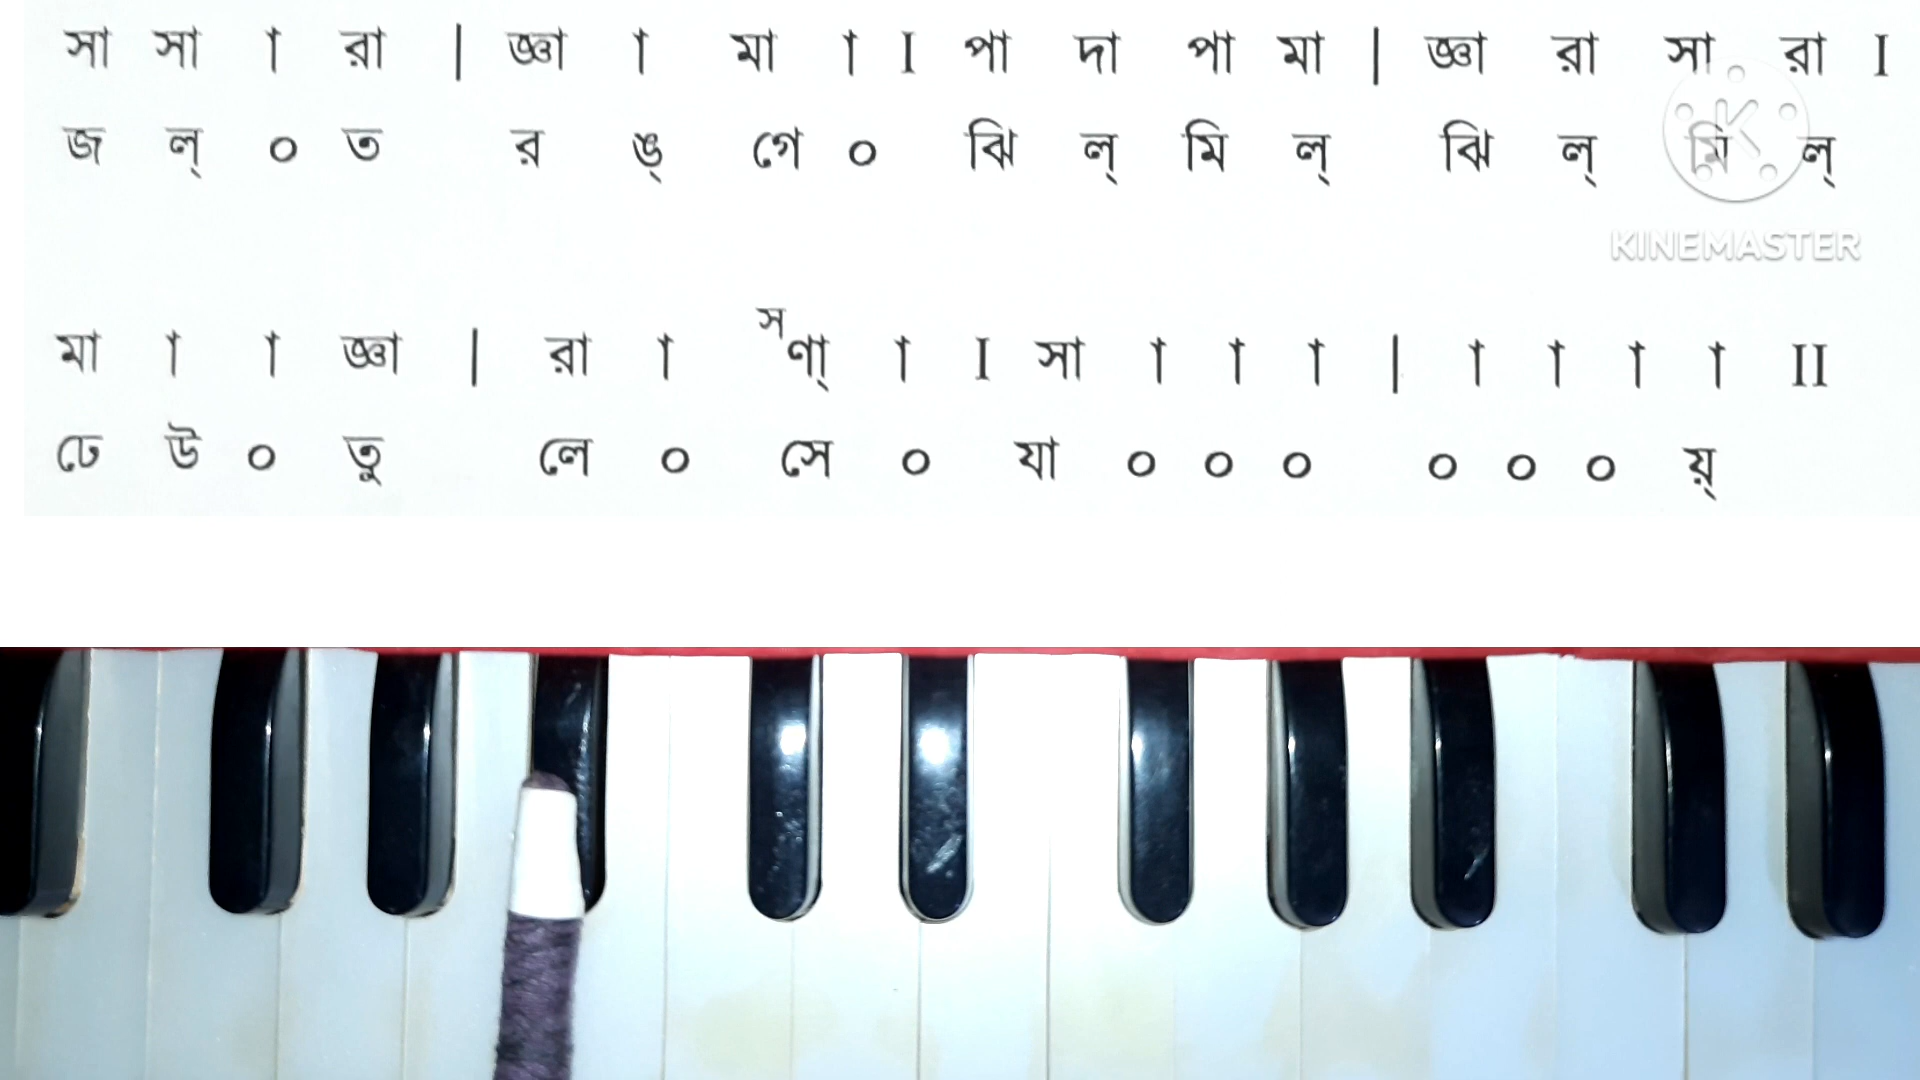 সা সা া রা | জ্ঞা া মা া I পা দা পা মা | জ্ঞা রা সা রা I
জ ল্ ০ ত র ঙ্ গে ০ ঝি ল্ মি ল্ ঝি ল্ মি ল্
KINEMASTER
মা া া জ্ঞা | রা া সণা্ া I সা া া া | া া া া II
ঢে উ ০ তু লে ০ সে ০ যা ০ ০ ০ ০ ০ ০ য়্